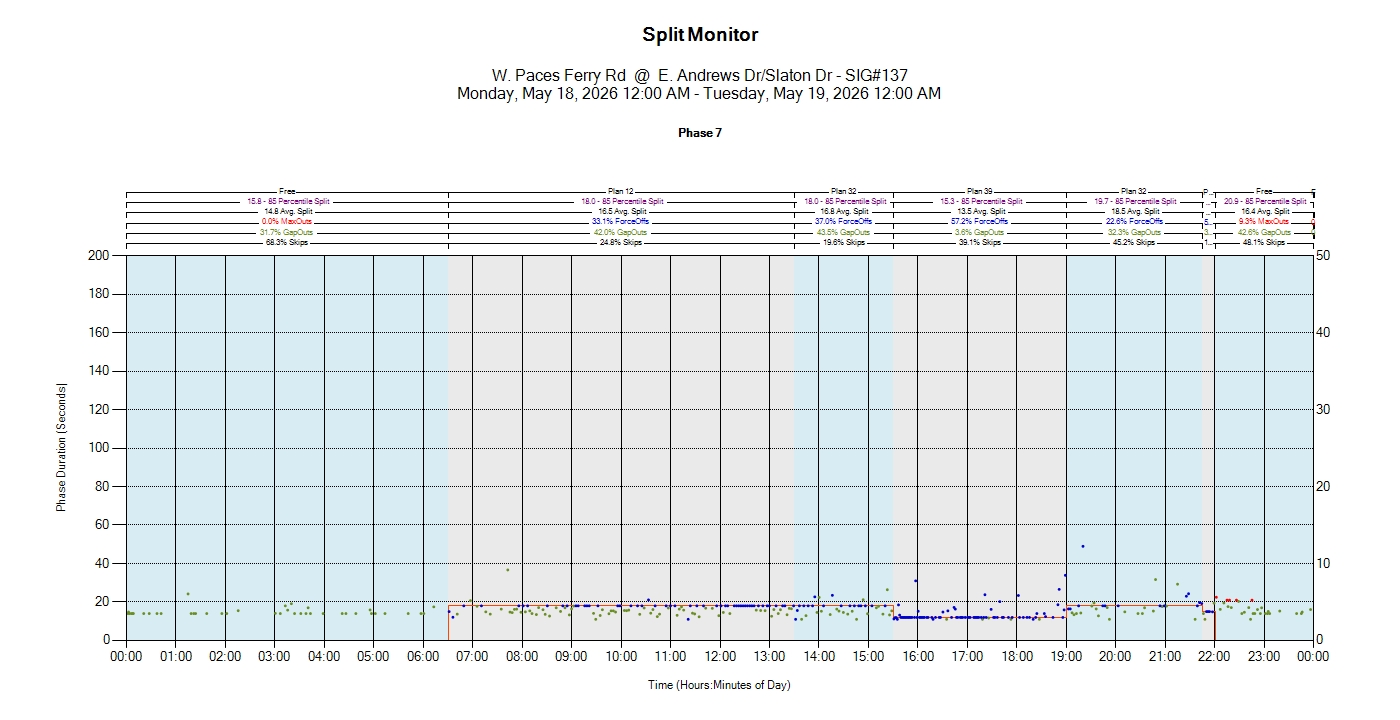 Split Monitor
W. Paces Ferry Rd @ E. Andrews Dr/Slaton Dr - SIG#137
Monday, May 18, 2026 12:00 AM - Tuesday, May 19, 2026 12:00 AM
Phase 7
Free Plan 12 Plan 32 Plan 39 Plan 32 P... Free F
15.8 - 85 Percentile Split 18.0 - 85 Percentile Split 18.0 - 85 Percentile Split 15.3 - 85 Percentile Split 19.7 - 85 Percentile Split ... 20.9 - 85 Percentile Split
14.8 Avg. Split 16.5 Avg. Split 16.8 Avg. Split 13.5 Avg. Split 18.5 Avg. Split ... 16.4 Avg. Split
0.0% MaxOuts 33.1% ForceOffs 37.0% ForceOffs 57.2% ForceOffs 22.6% ForceOffs 5... 9.3% MaxOuts
31.7% GapOuts 42.0% GapOuts 43.5% GapOuts 3.6% GapOuts 32.3% GapOuts 3... 42.6% GapOuts
68.3% Skips 24.8% Skips 19.6% Skips 39.1% Skips 45.2% Skips 1... 48.1% Skips
200 50
180
160 40
140
120 30
100
80 20
60
40 10
20
0 0
00:00 01:00 02:00 03:00 04:00 05:00 06:00 07:00 08:00 09:00 10:00 11:00 12:00 13:00 14:00 15:00 16:00 17:00 18:00 19:00 20:00 21:00 22:00 23:00 00:00
Phase Duration (Seconds)
Time (Hours:Minutes of Day)